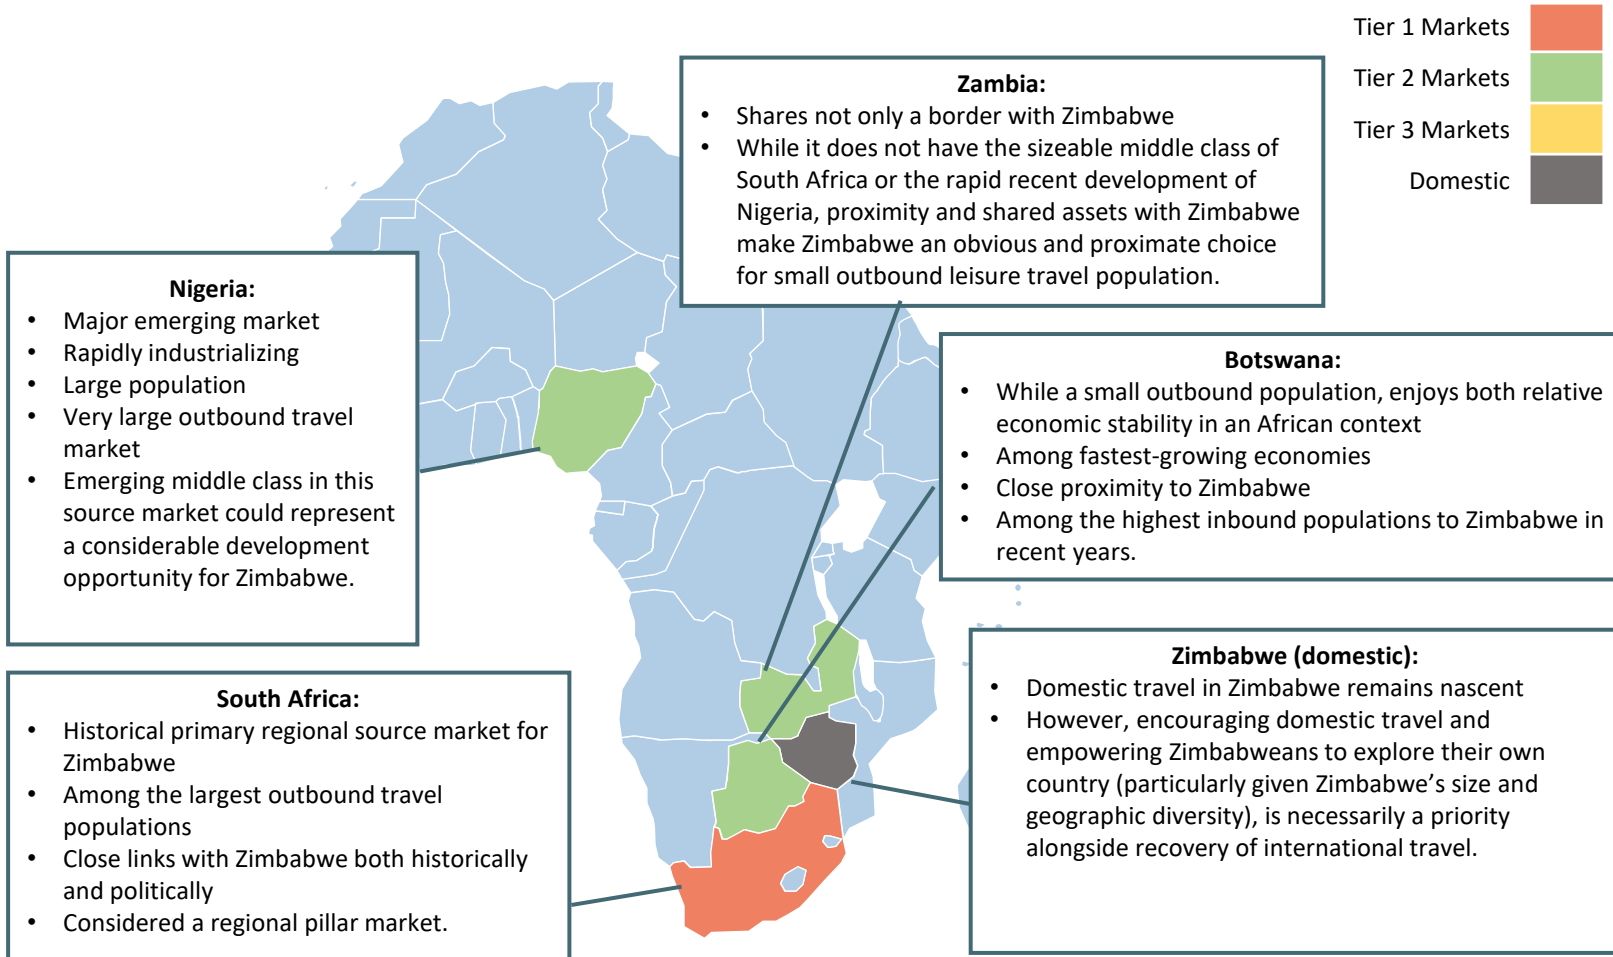 Tier 1 Markets
Tier 2 Markets
Tier 3 Markets
Domestic
Zambia:
• Shares not only a border with Zimbabwe
• While it does not have the sizeable middle class of
South Africa or the rapid recent development of
Nigeria, proximity and shared assets with Zimbabwe
make Zimbabwe an obvious and proximate choice
for small outbound leisure travel population.
Nigeria:
• Major emerging market
• Rapidly industrializing
• Large population
• Very large outbound travel
market
• Emerging middle class in this
source market could represent
a considerable development
opportunity for Zimbabwe.
Botswana:
• While a small outbound population, enjoys both relative
economic stability in an African context
• Among fastest-growing economies
• Close proximity to Zimbabwe
• Among the highest inbound populations to Zimbabwe in
recent years.
South Africa:
• Historical primary regional source market for
Zimbabwe
• Among the largest outbound travel
populations
• Close links with Zimbabwe both historically
and politically
• Considered a regional pillar market.
Zimbabwe (domestic):
• Domestic travel in Zimbabwe remains nascent
• However, encouraging domestic travel and
empowering Zimbabweans to explore their own
country (particularly given Zimbabwe’s size and
geographic diversity), is necessarily a priority
alongside recovery of international travel.